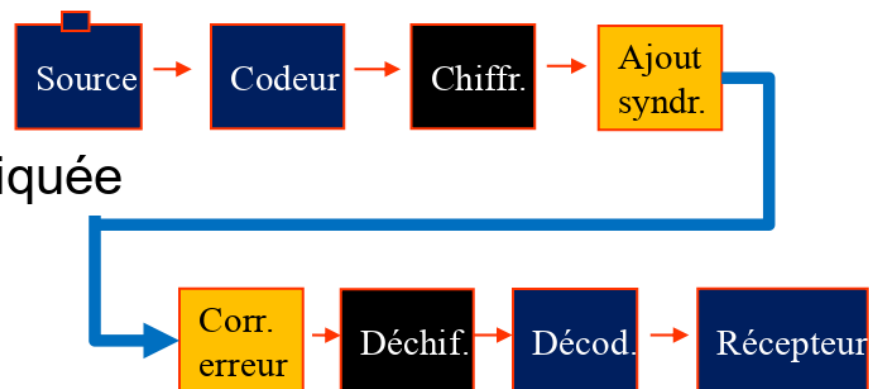 Source
Codeur
Chiffr.
Ajout
syndr.
iquée
Corr.
erreur
Déchif.
Décod.
Récepteur